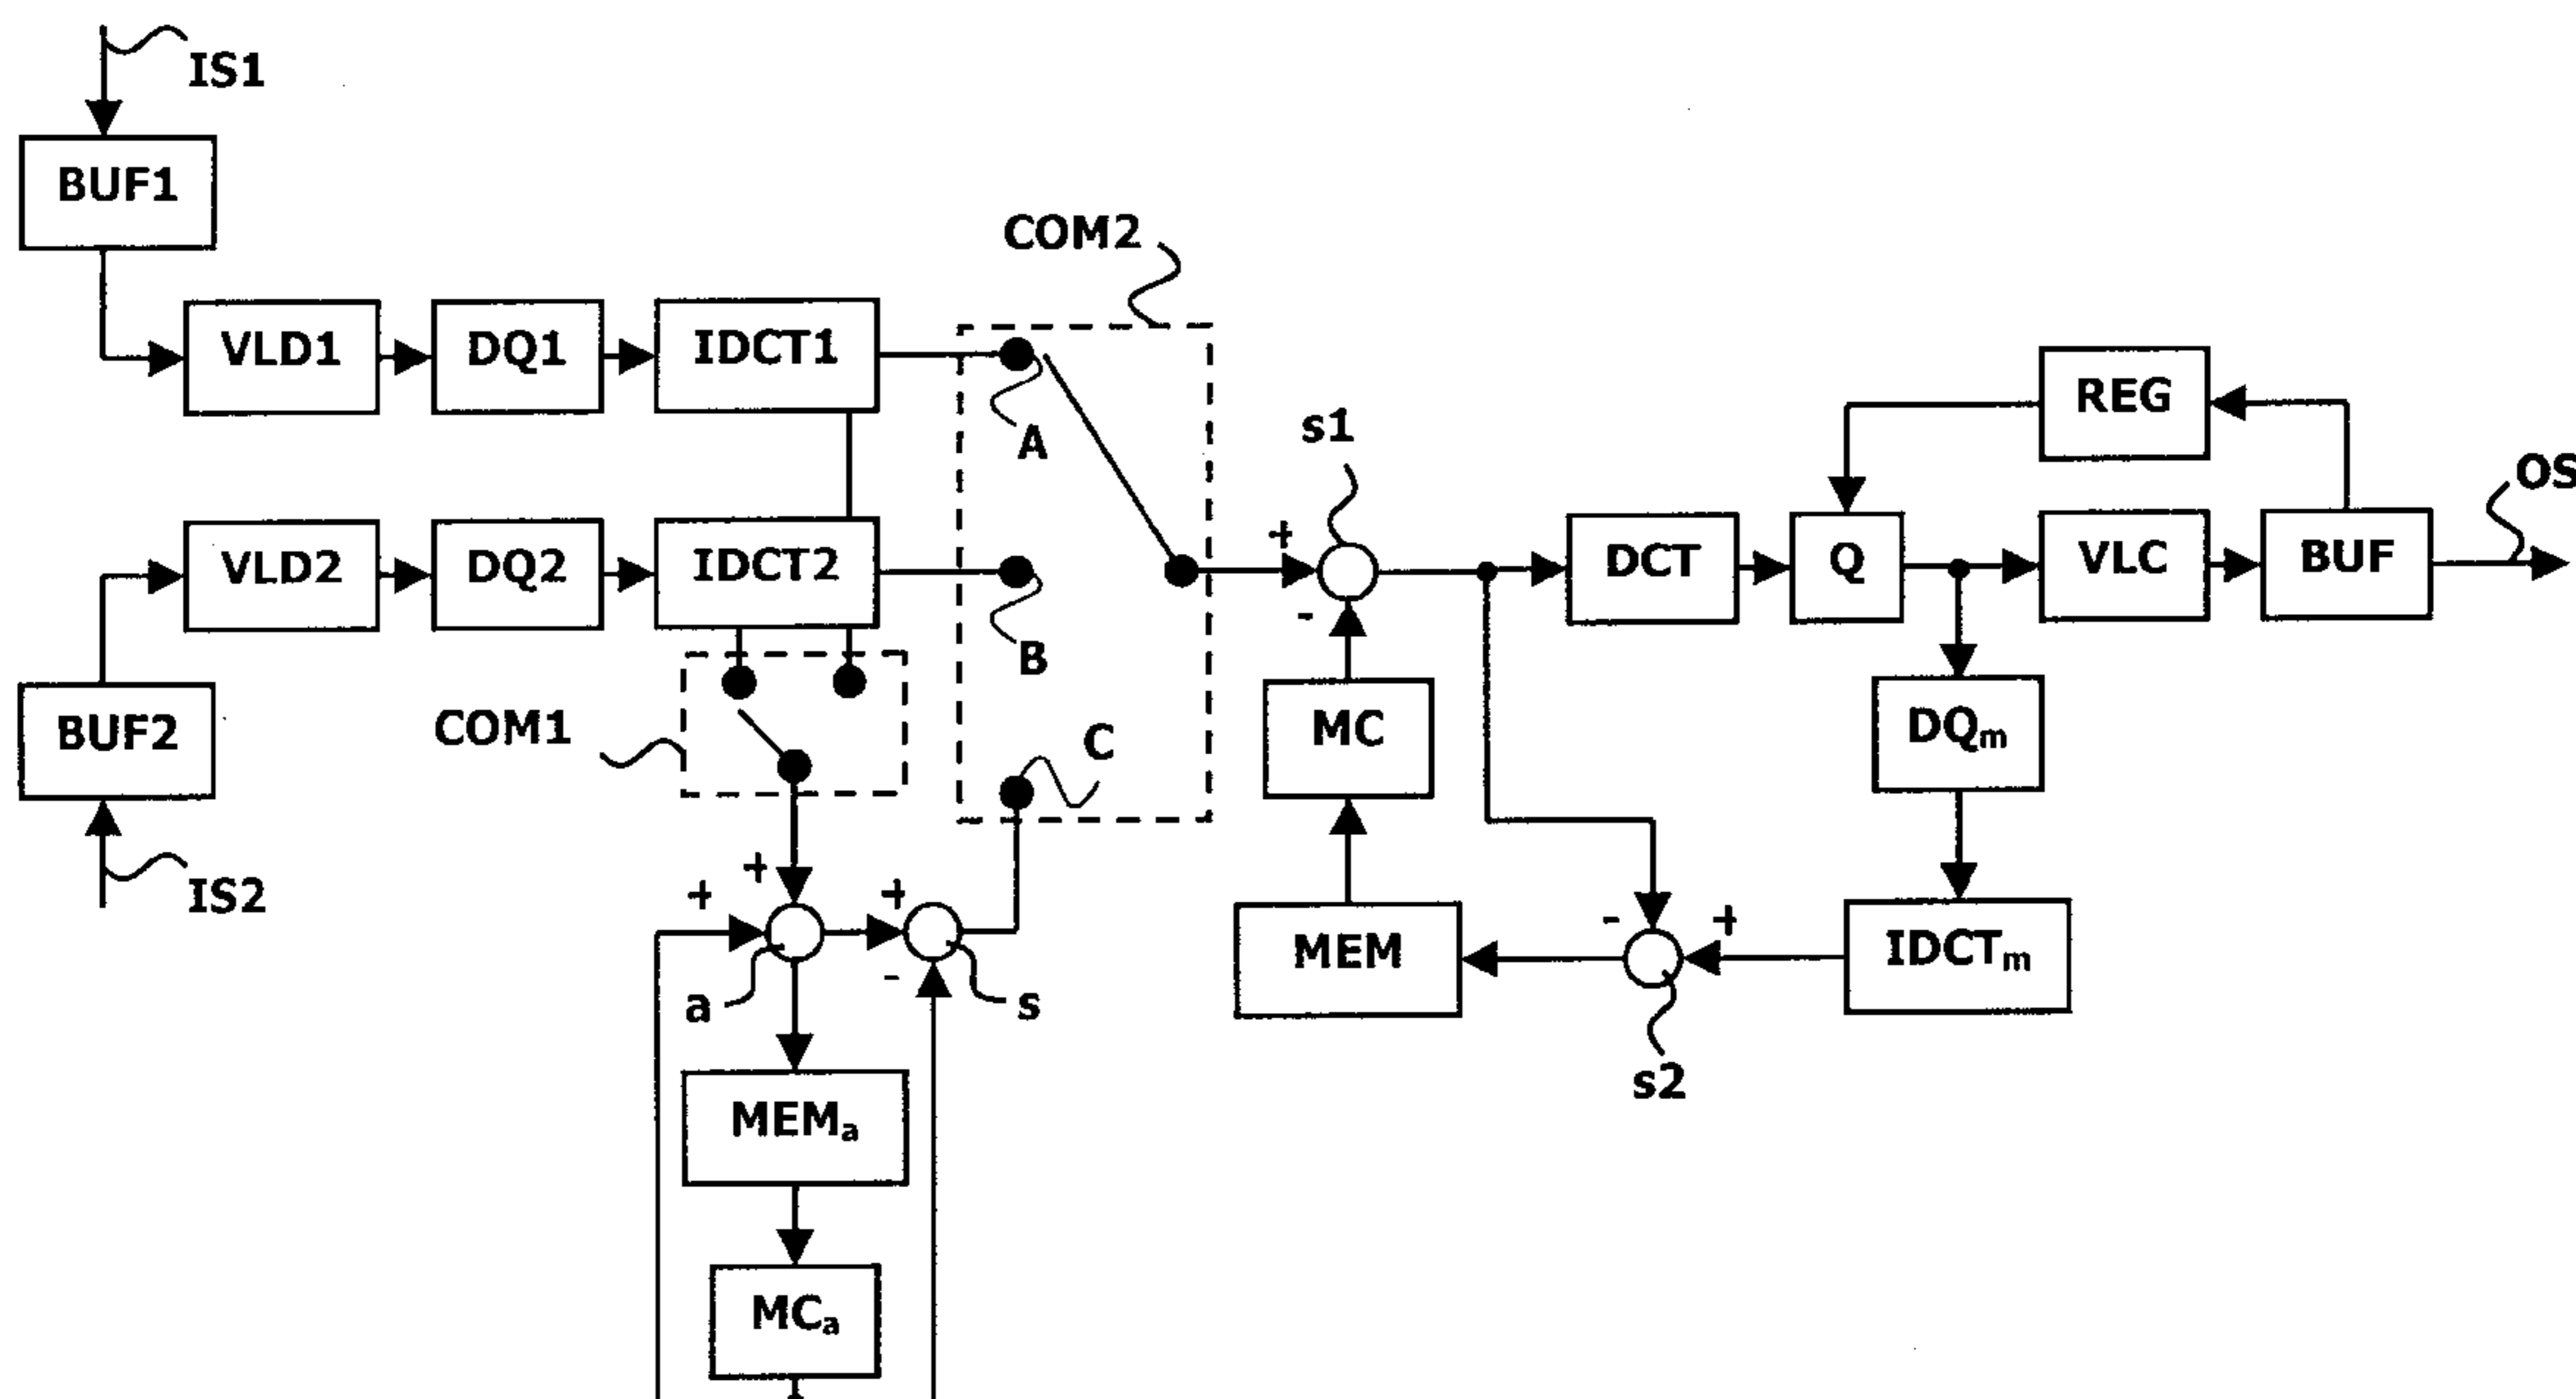 IS1
BUF1
COM2
VLD1
DQ1
IDCT1
A
s1
REG
OS
VLD2
DQ2
IDCT2
B
+
-
DCT
Q
VLC
BUF
BUF2
COM1
C
MC
DQm
IS2
+
+
+
-
a
s
MEM
-
+
s2
IDCTm
MEMa
MCa